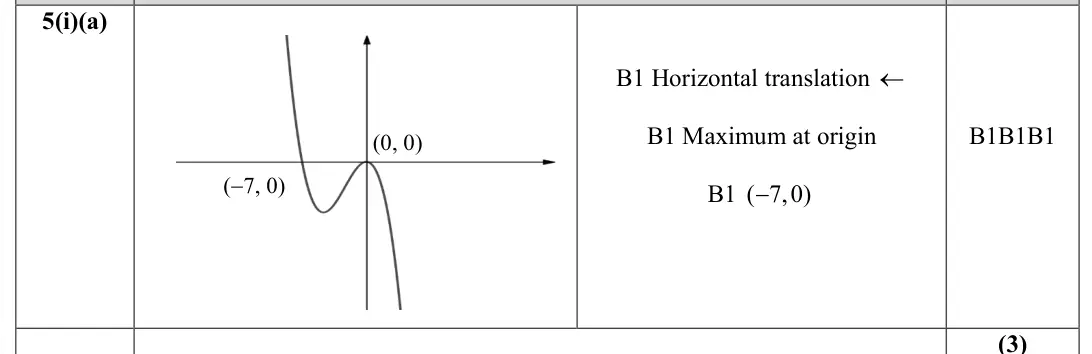 5(i)(a)
B1 Horizontal translation ←
(0, 0)
B1 Maximum at origin
B1B1B1
(−7, 0)
B1 (−7, 0)
(3)